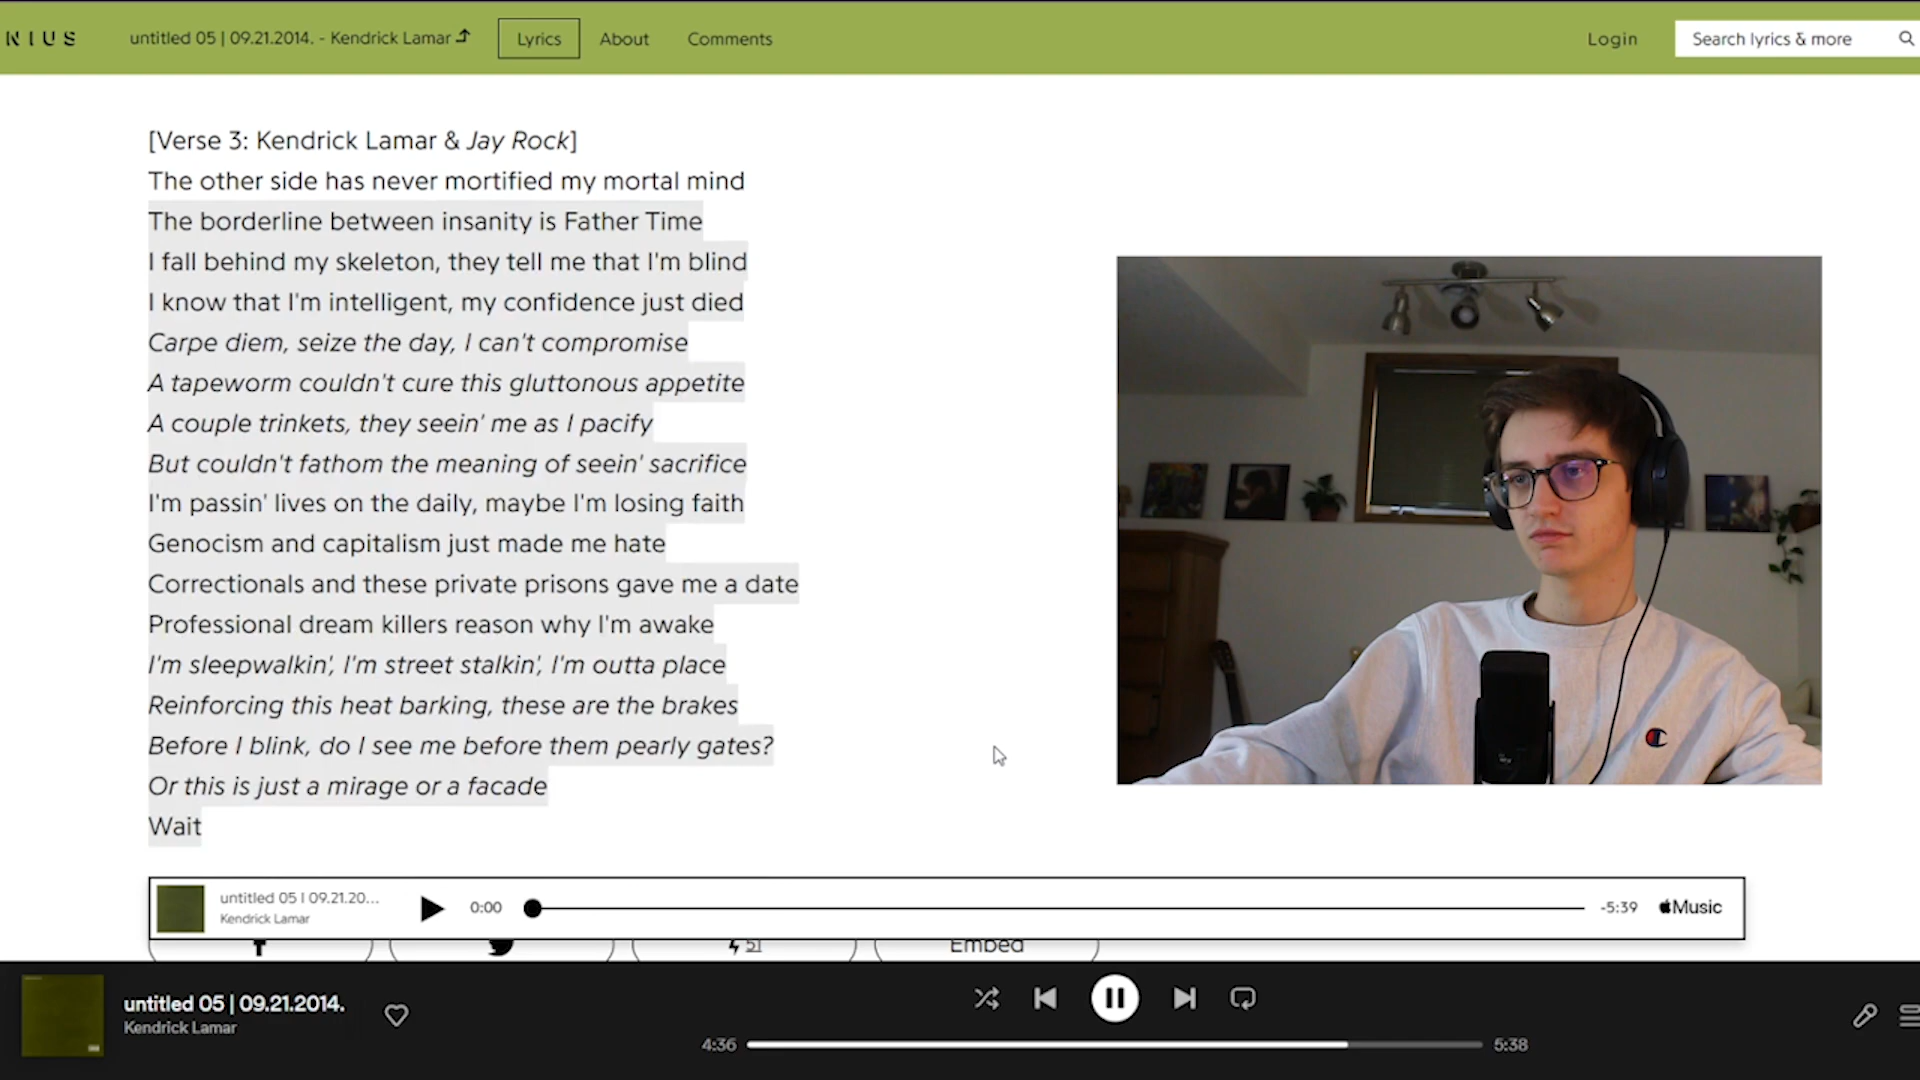 NIUS
untitled 05 | 09.21.2014. - Kendrick Lamar
Lyrics
About
Comments
Login
Search lyrics & more
[Verse 3: Kendrick Lamar & Jay Rock]
The other side has never mortified my mortal mind
The borderline between insanity is Father Time
I fall behind my skeleton, they tell me that I'm blind
I know that I'm intelligent, my confidence just died
Carpe diem, seize the day, I can't compromise
A tapeworm couldn't cure this gluttonous appetite
A couple trinkets, they seein' me as I pacify
But couldn't fathom the meaning of seein' sacrifice
I'm passin' lives on the daily, maybe I'm losing faith
Genocism and capitalism just made me hate
Correctionals and these private prisons gave me a date
Professional dream killers reason why I'm awake
I'm sleepwalkin', I'm street stalkin', I'm outta place
Reinforcing this heat barking, these are the brakes
Before I blink, do I see me before them pearly gates?
Or this is just a mirage or a facade
Wait
untitled 05 | 09.21.20...
Kendrick Lamar
0:00
-5:39
Music
51
Embed
untitled 05 | 09.21.2014.
Kendrick Lamar
4:36
5:38